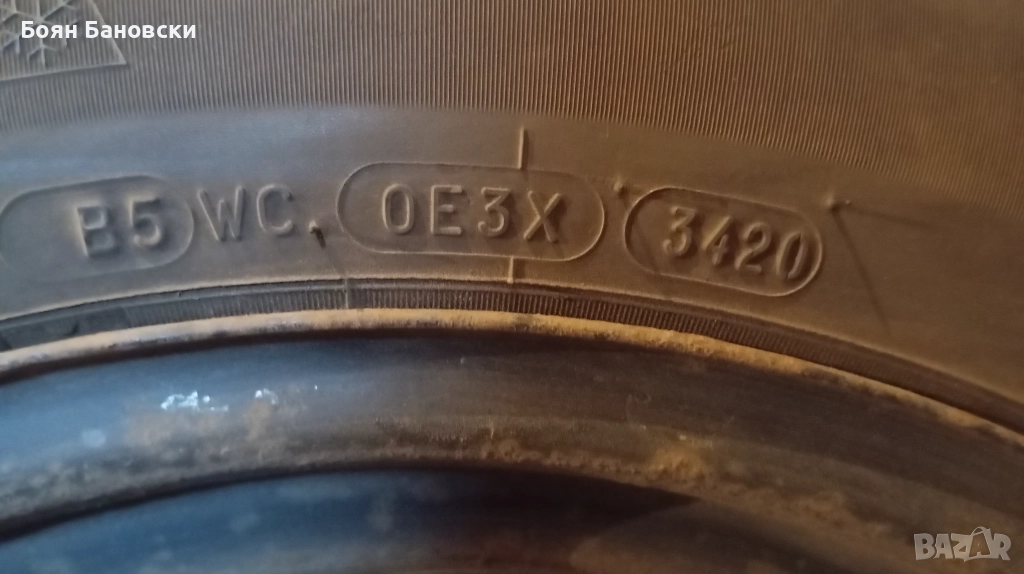 Боян Бановски
B5 WC. 0E3X 3420
BAZAR